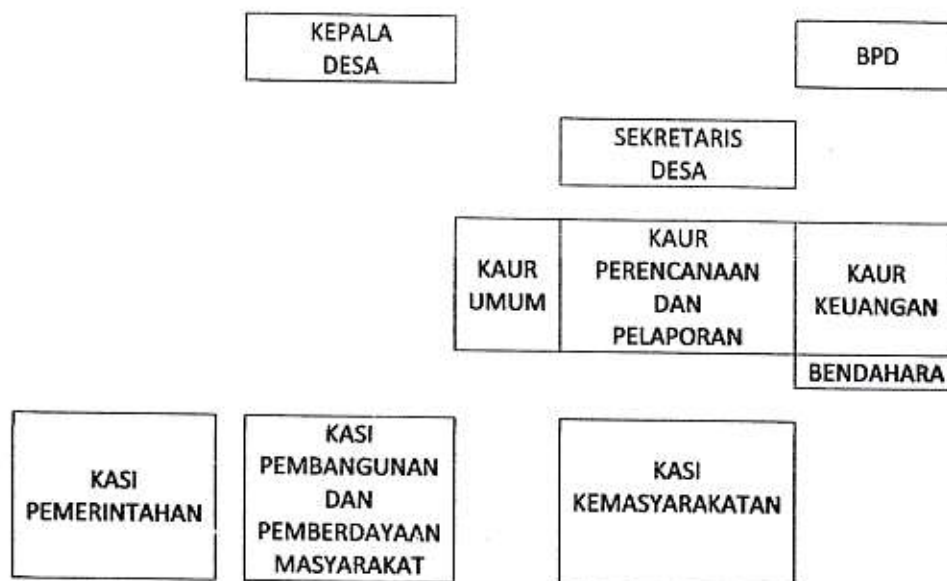 KEPALA
DESA
BPD
SEKRETARIS
DESA
KAUR
UMUM
KAUR
PERENCANAAN
DAN
PELAPORAN
KAUR
KEUANGAN
BENDAHARA
KASI
PEMERINTAHAN
KASI
PEMBANGUNAN
DAN
PEMBERDAYAAN
MASYARAKAT
KASI
KEMASYARAKATAN